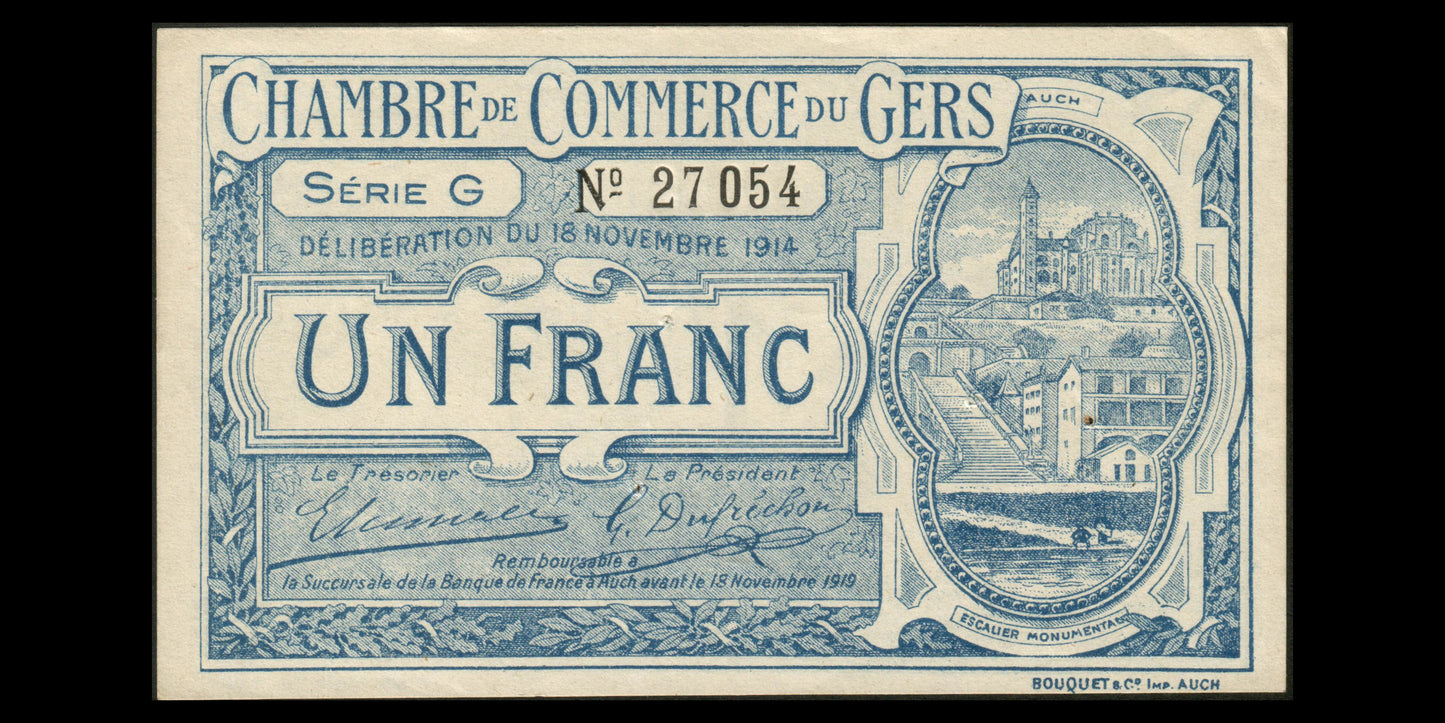 CHAMBRE DE COMMERCE DU GERS
AUCH
SÉRIE G
Nº 27054
DÉLIBÉRATION DU 18 NOVEMBRE 1914
UN FRANC
Le Trésorier
Le Président
G. Dufréchou
Remboursable à
la Succursale de la Banque de France à Auch avant le 18 Novembre 1919
ESCALIER MONUMENTAL
BOUQUET & Cº IMP. AUCH